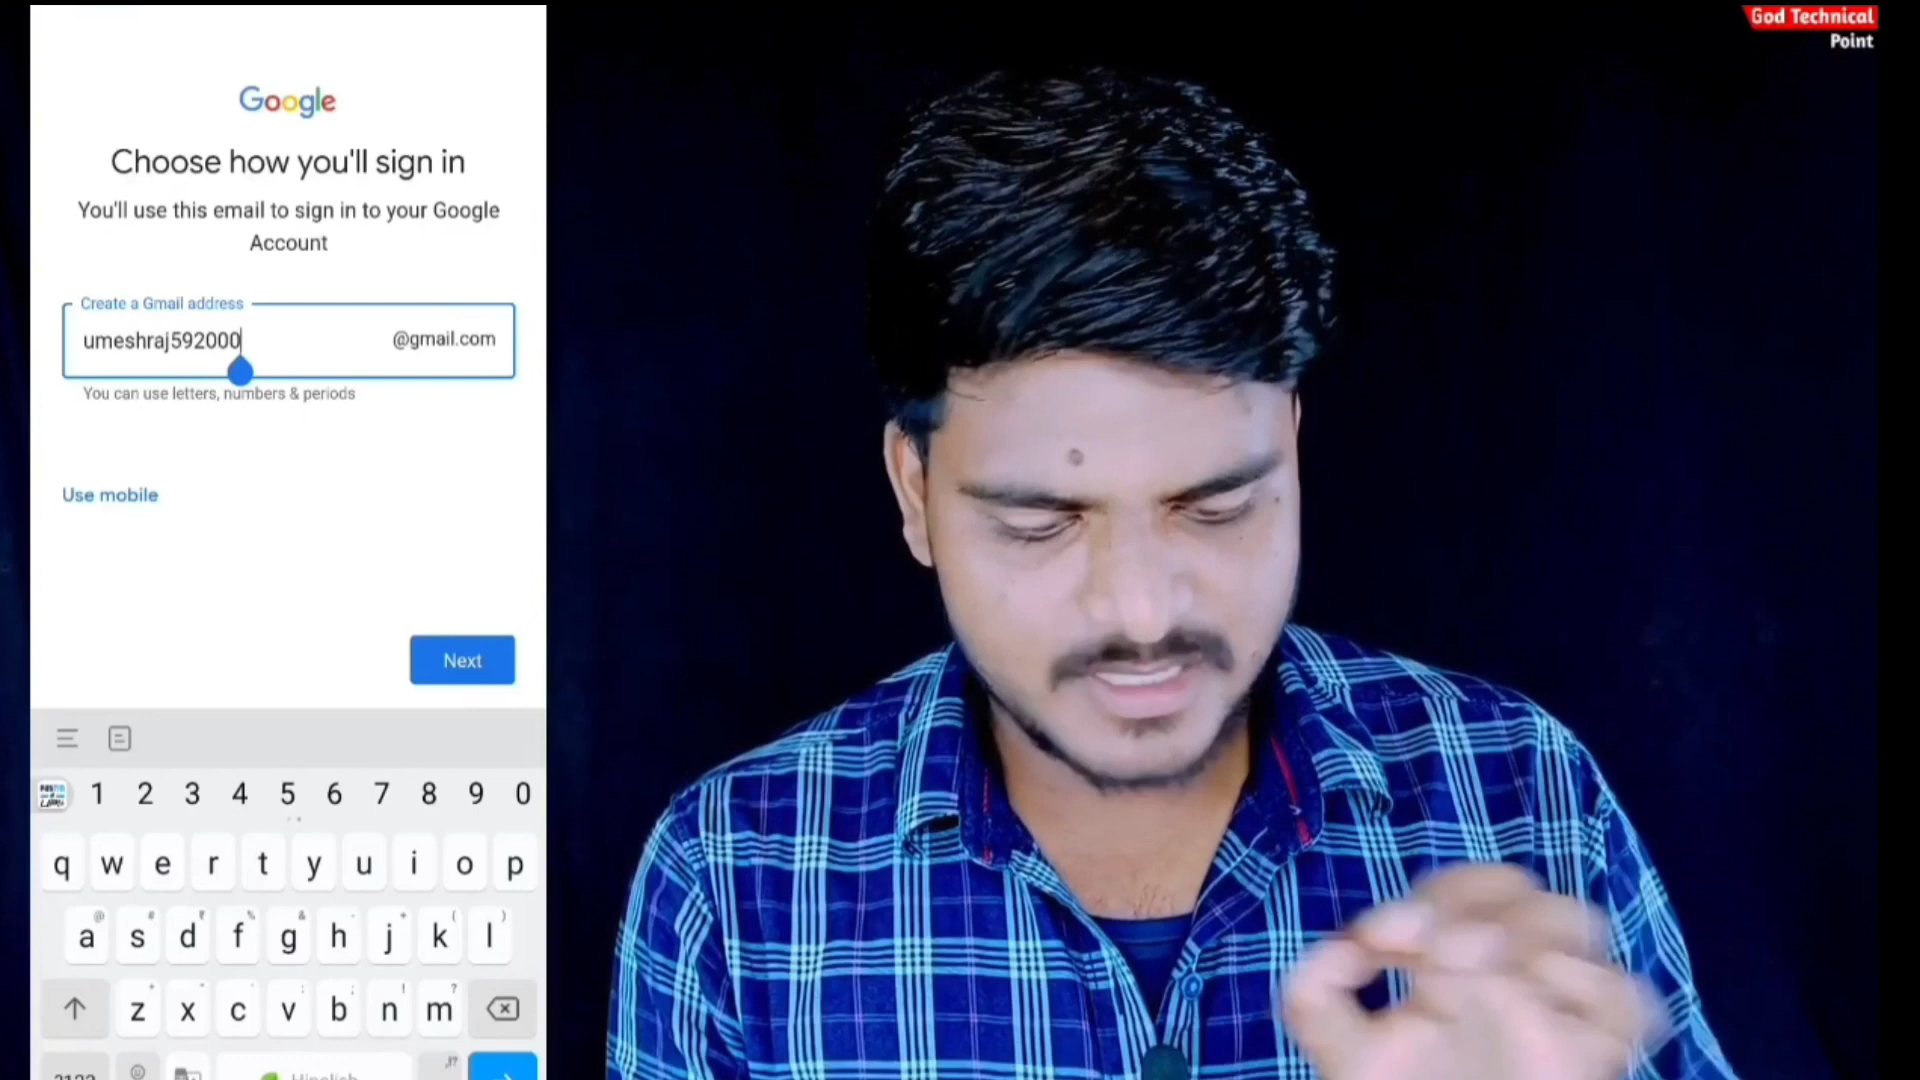 God Technical
Point
Google
Choose how you'll sign in
You'll use this email to sign in to your Google
Account
Create a Gmail address
umeshraj592000
@gmail.com
You can use letters, numbers & periods
Use mobile
Next
1 2 3 4 5 6 7 8 9 0
q w e r t y u i o p
@ # ₹ % & - + ( )
a s d f g h j k l
* " ' : ; ! ?
z x c v b n m
,!?
?123
Hinglish